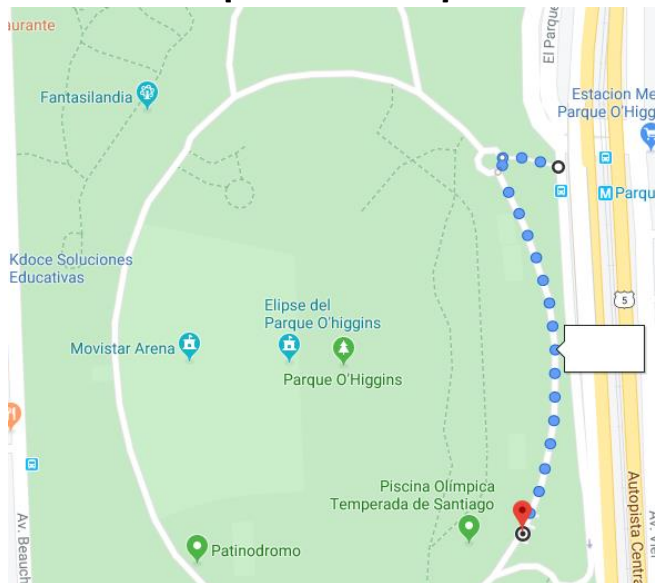 aurante
El Parque
Fantasilandia
Estacion Me
Parque O'Higg
Parqu
Kdoce Soluciones
Educativas
5
Elipse del
Parque O'higgins
Movistar Arena
Parque O'Higgins
Piscina Olímpica
Temperada de Santiago
Patinodromo
Av. Beauch
Autopista Centra
Av. Viel